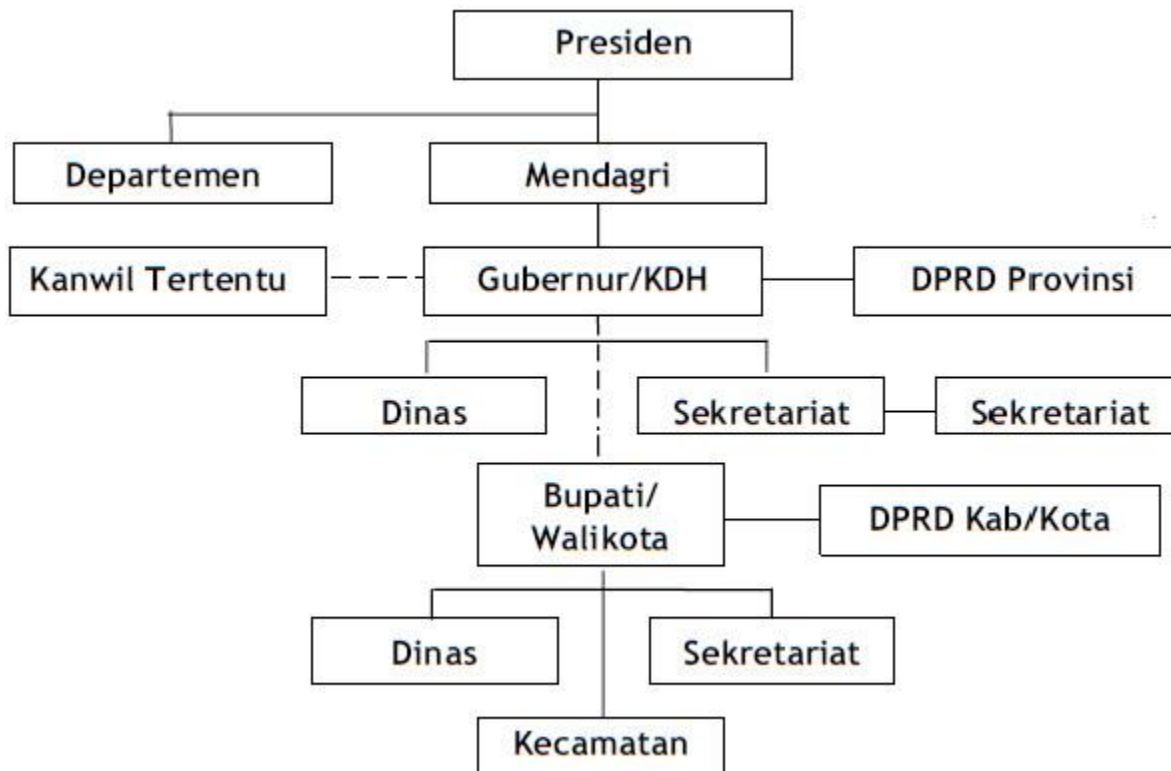 Presiden
Departemen
Mendagri
Kanwil Tertentu
Gubernur/KDH
DPRD Provinsi
Dinas
Sekretariat
Sekretariat
Bupati/
Walikota
DPRD Kab/Kota
Dinas
Sekretariat
Kecamatan